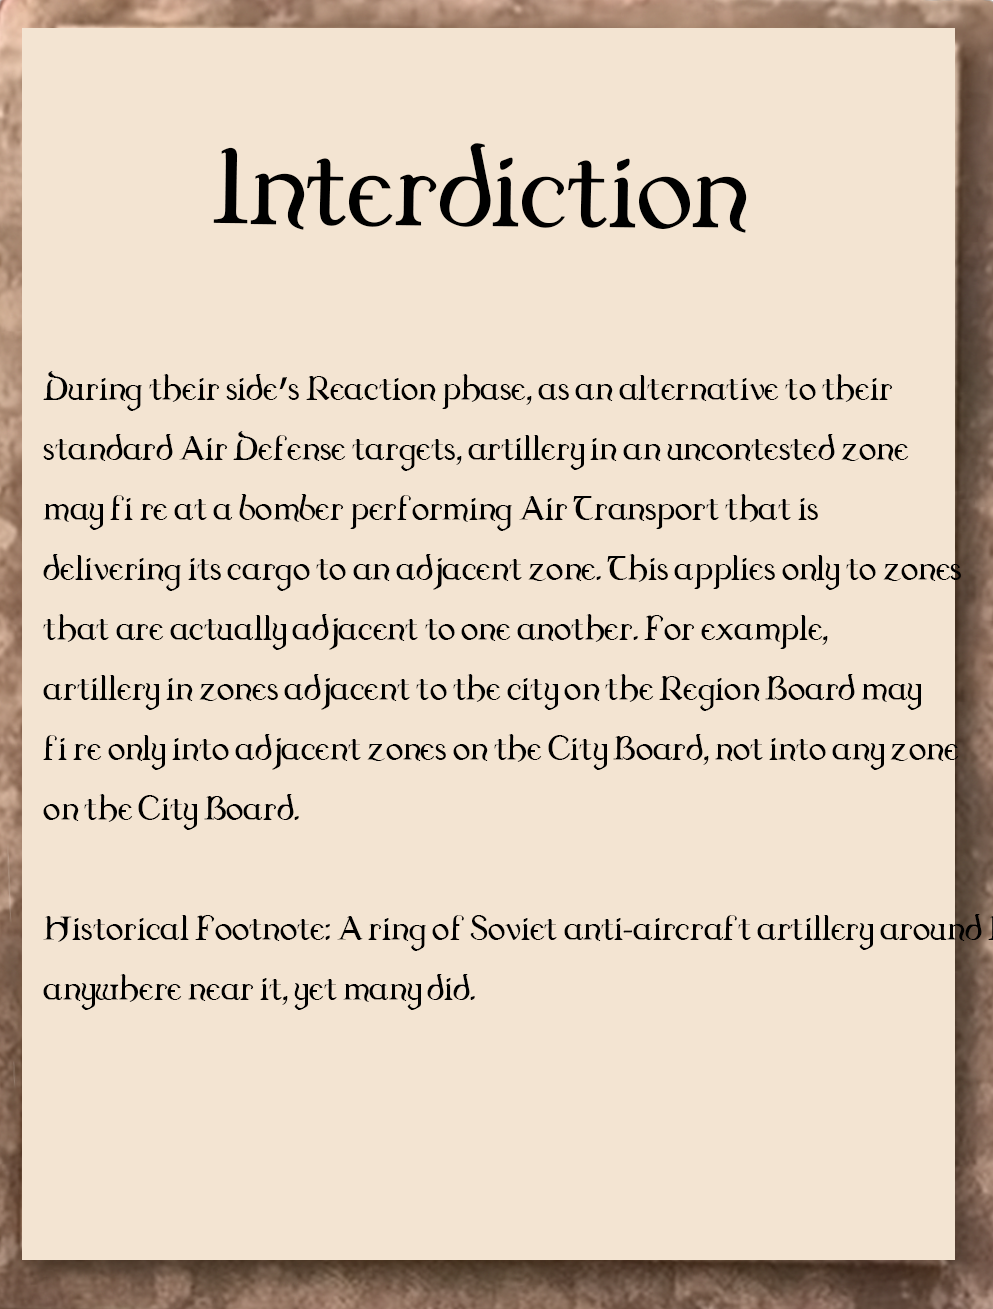 Interdiction
During their side's Reaction phase, as an alternative to their
standard Air Defense targets, artillery in an uncontested zone
may fi re at a bomber performing Air Transport that is
delivering its cargo to an adjacent zone. This applies only to zones
that are actually adjacent to one another. For example,
artillery in zones adjacent to the city on the Region Board may
fi re only into adjacent zones on the City Board, not into any zone
on the City Board.
Historical Footnote: A ring of Soviet anti-aircraft artillery around
anywhere near it, yet many did.